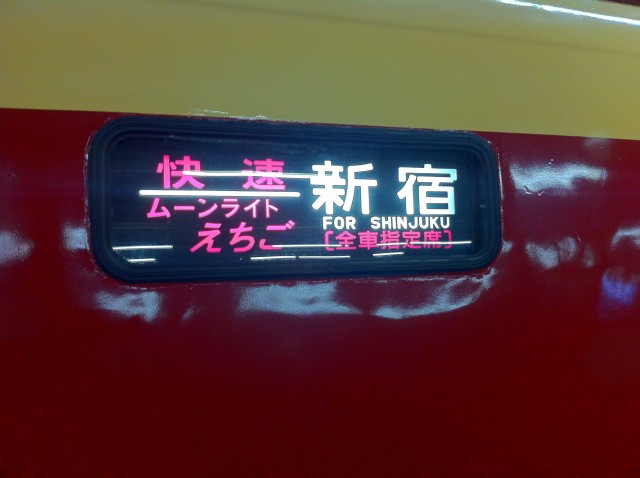 快速
ムーンライト
えちご
新宿
FOR SHINJUKU
〔全車指定席〕